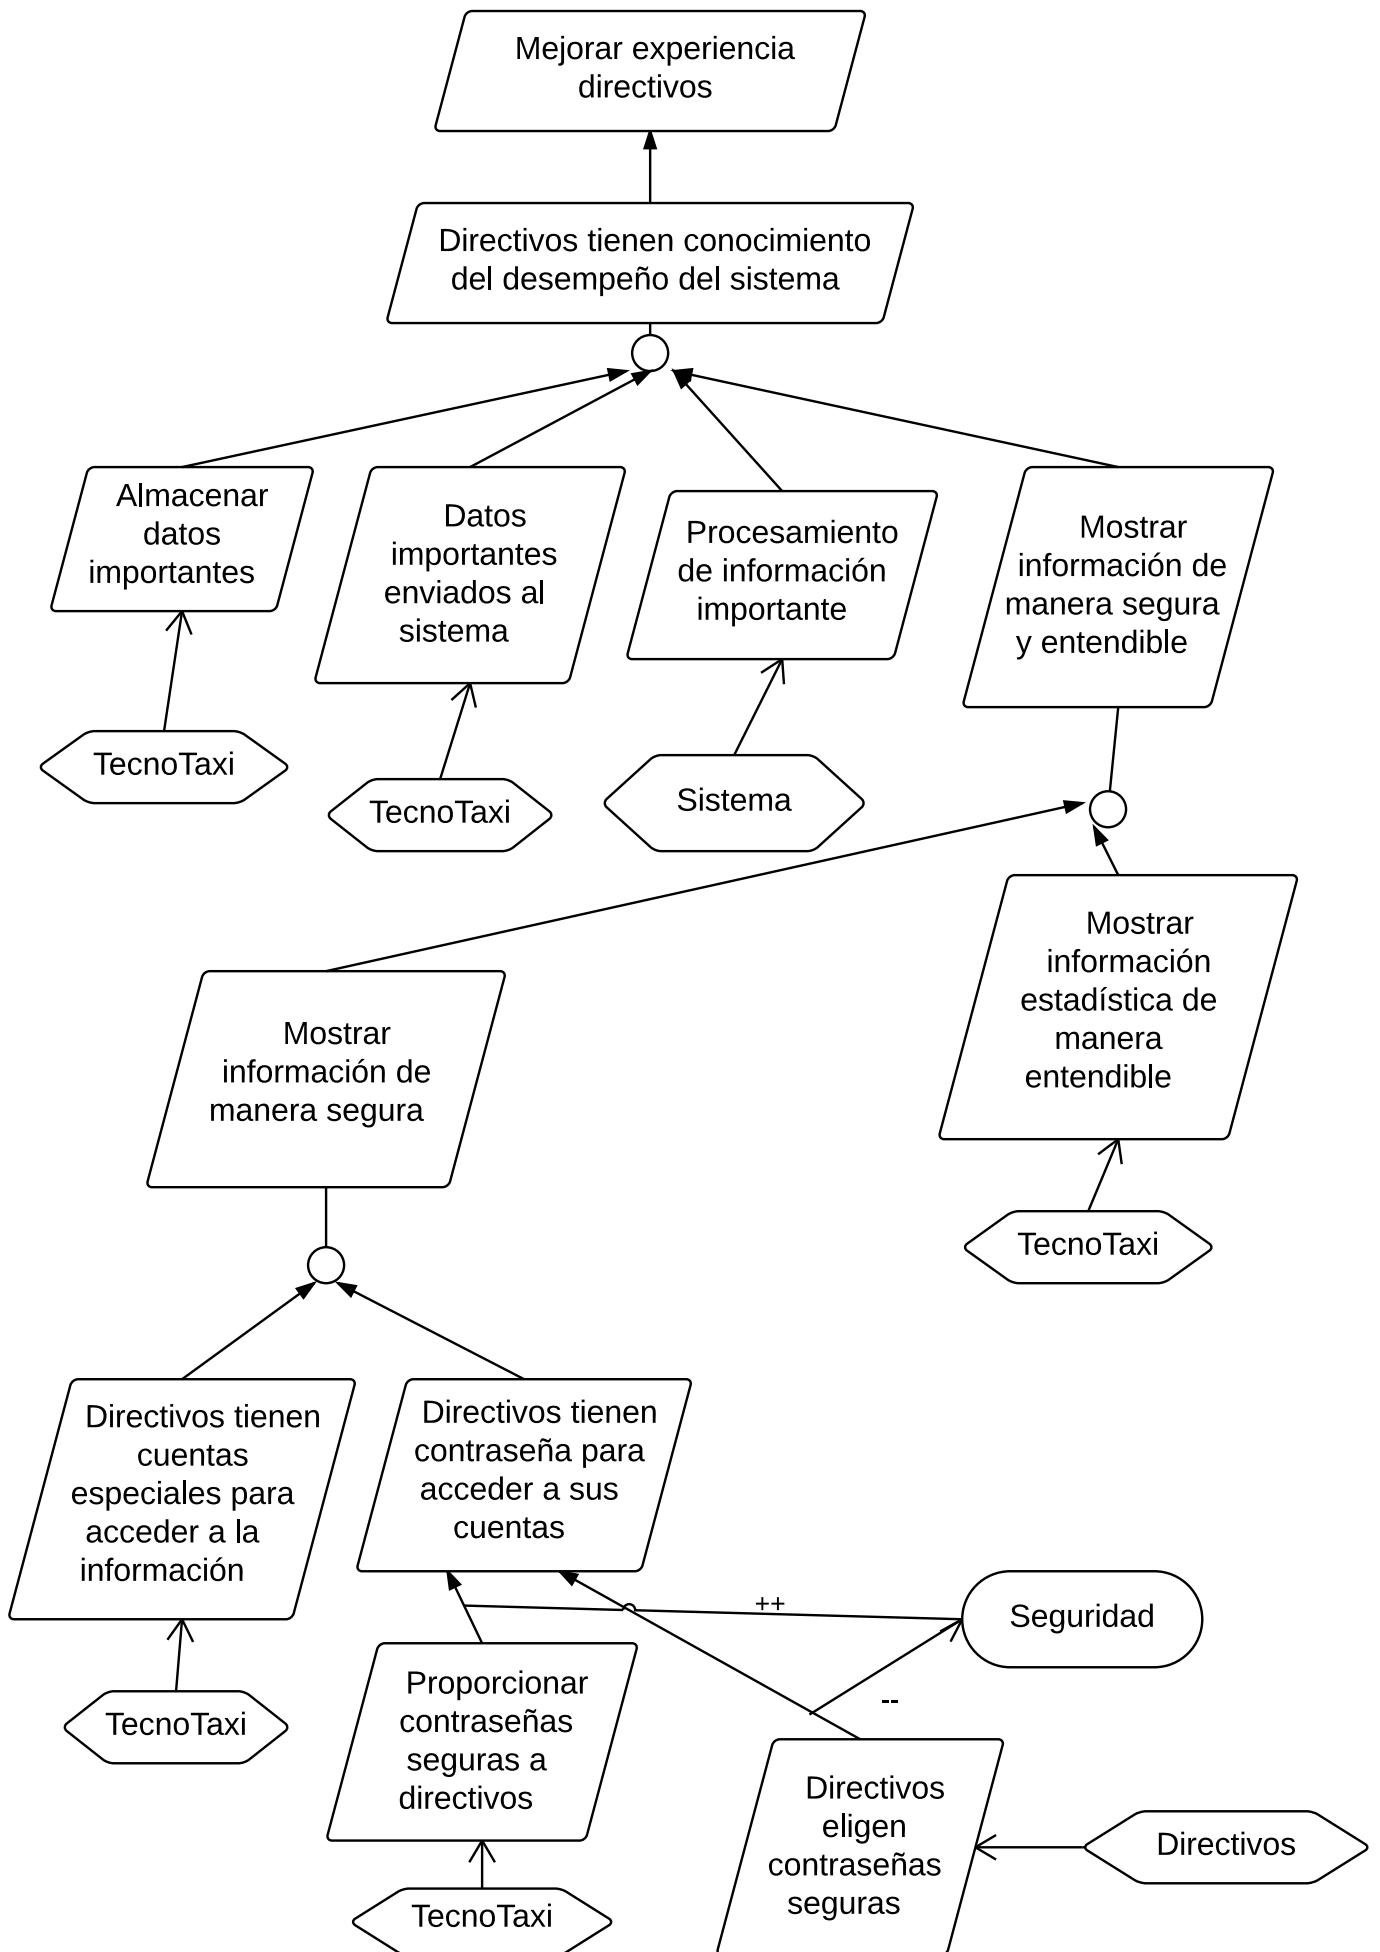 Mejorar experiencia
directivos
Directivos tienen conocimiento
del desempeño del sistema
Almacenar
datos
importantes
Datos
importantes
enviados al
sistema
Procesamiento
de información
importante
Mostrar
información de
manera segura
y entendible
TecnoTaxi
TecnoTaxi
Sistema
Mostrar
información
estadística de
manera
entendible
Mostrar
información de
manera segura
TecnoTaxi
Directivos tienen
cuentas
especiales para
acceder a la
información
Directivos tienen
contraseña para
acceder a sus
cuentas
++
Seguridad
--
TecnoTaxi
Proporcionar
contraseñas
seguras a
directivos
Directivos
eligen
contraseñas
seguras
Directivos
TecnoTaxi